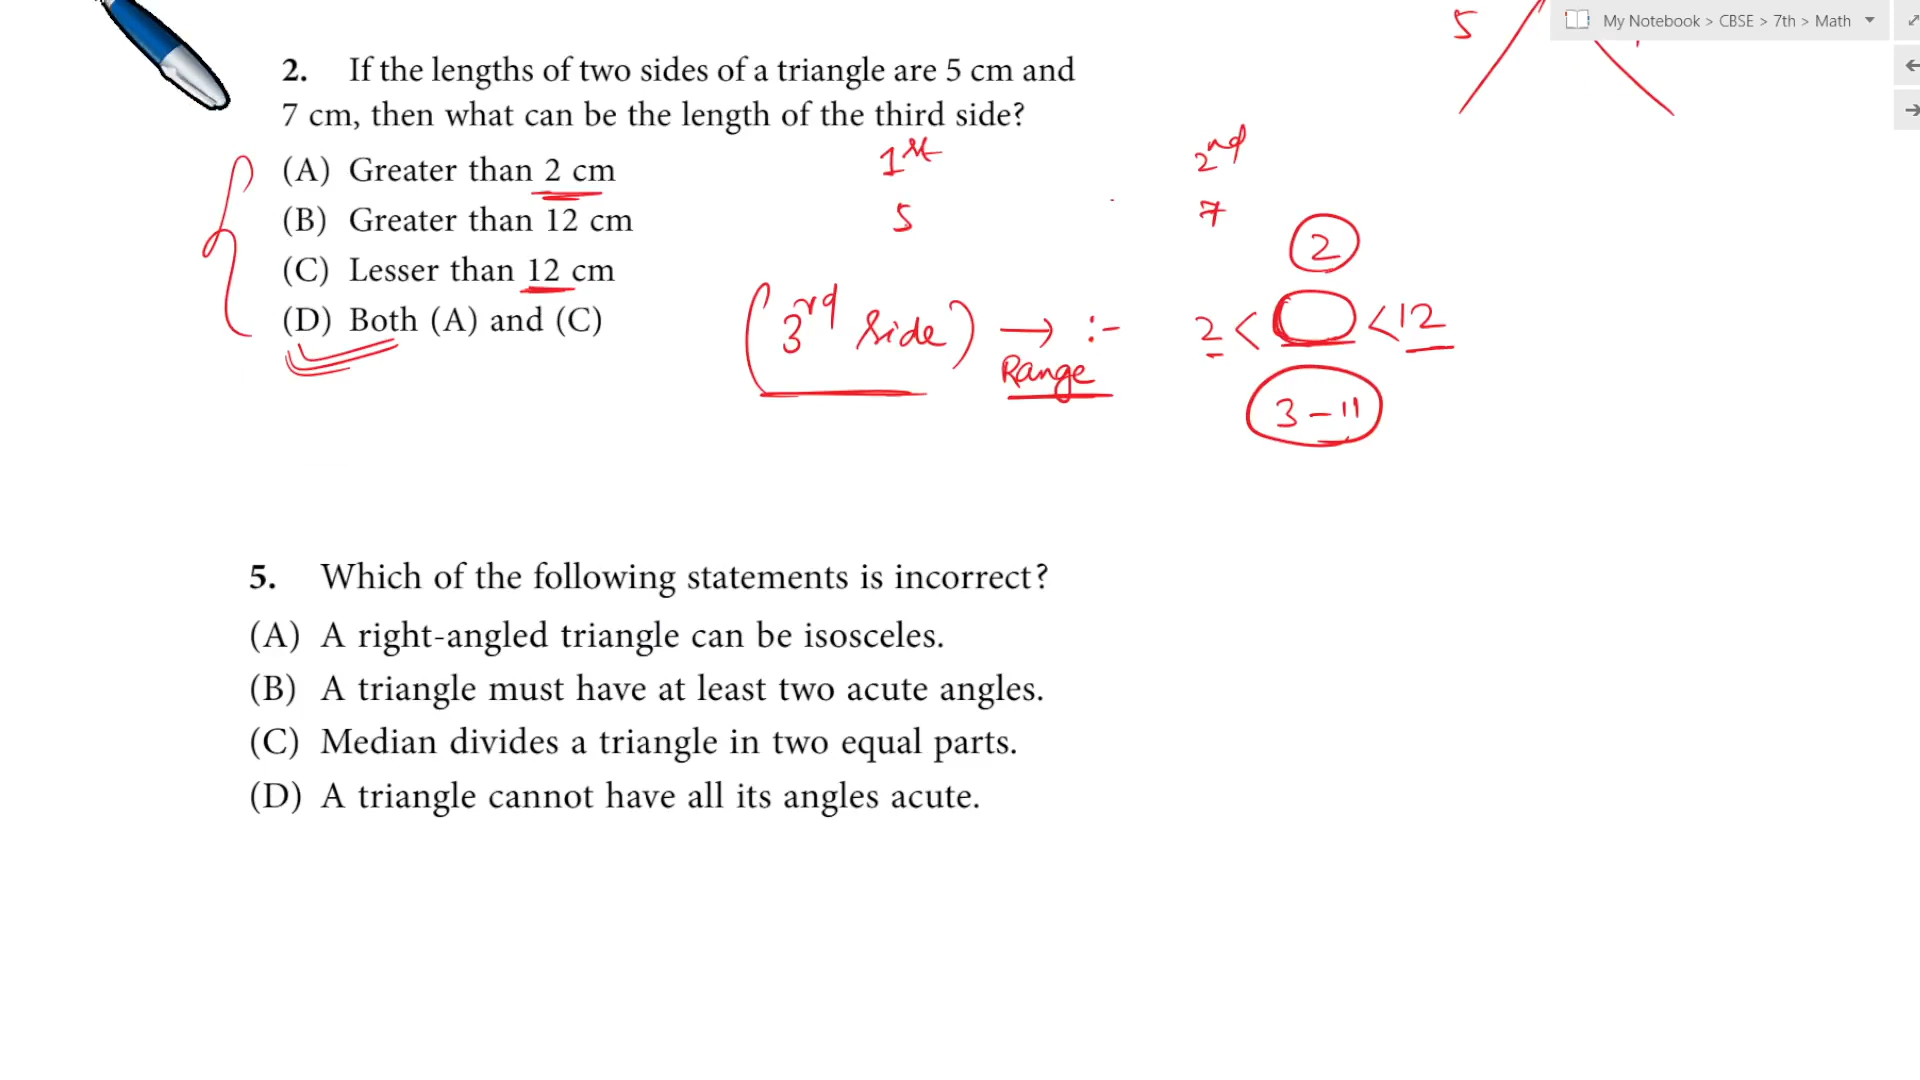 My Notebook > CBSE > 7th > Math
5
2. If the lengths of two sides of a triangle are 5 cm and
7 cm, then what can be the length of the third side?
(A) Greater than 2 cm
(B) Greater than 12 cm
(C) Lesser than 12 cm
(D) Both (A) and (C)
1st 2nd
5 7
2
(3rd side) → :- 2 < < 12
Range
3 - 11
5. Which of the following statements is incorrect?
(A) A right-angled triangle can be isosceles.
(B) A triangle must have at least two acute angles.
(C) Median divides a triangle in two equal parts.
(D) A triangle cannot have all its angles acute.